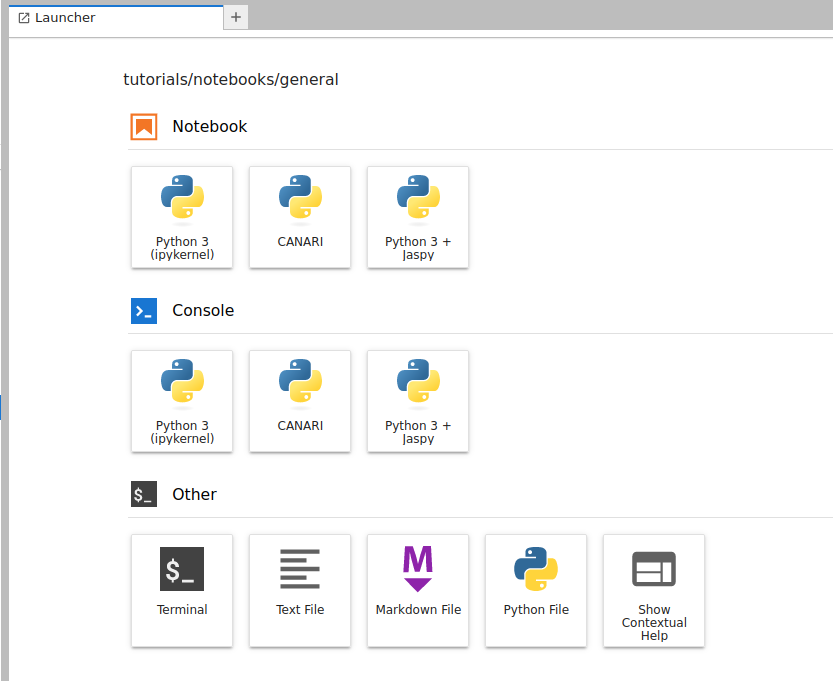 Launcher
+
tutorials/notebooks/general
Notebook
Python 3
(ipykernel)
CANARI
Python 3 +
Jaspy
Console
>_
Python 3
(ipykernel)
CANARI
Python 3 +
Jaspy
$_
Other
$_
Terminal
Text File
M
Markdown File
Python File
Show
Contextual
Help